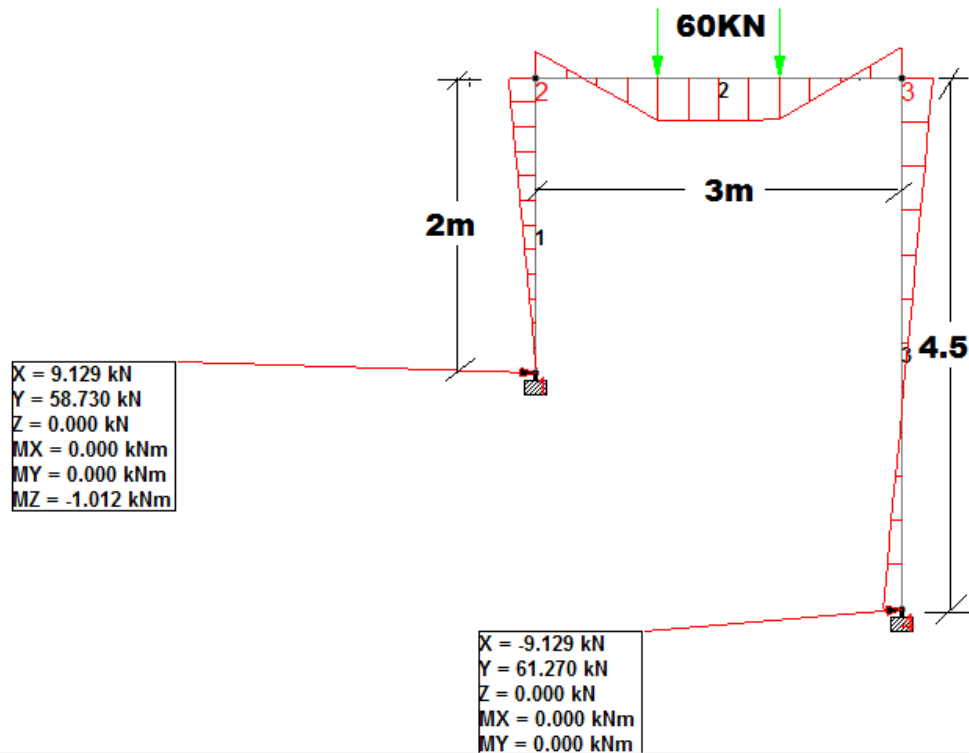 60KN
2
2
3
3m
2m
1
4.5
3
X = 9.129 kN
Y = 58.730 kN
Z = 0.000 kN
MX = 0.000 kNm
MY = 0.000 kNm
MZ = -1.012 kNm
X = -9.129 kN
Y = 61.270 kN
Z = 0.000 kN
MX = 0.000 kNm
MY = 0.000 kNm